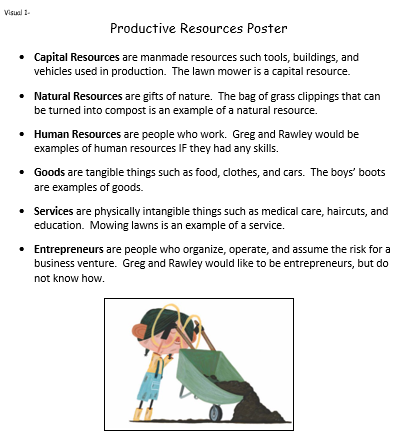 Visual 1-
Productive Resources Poster
• Capital Resources are manmade resources such tools, buildings, and
vehicles used in production.  The lawn mower is a capital resource.
• Natural Resources are gifts of nature.  The bag of grass clippings that can
be turned into compost is an example of a natural resource.
• Human Resources are people who work.  Greg and Rawley would be
examples of human resources IF they had any skills.
• Goods are tangible things such as food, clothes, and cars.  The boys’ boots
are examples of goods.
• Services are physically intangible things such as medical care, haircuts, and
education.  Mowing lawns is an example of a service.
• Entrepreneurs are people who organize, operate, and assume the risk for a
business venture.  Greg and Rawley would like to be entrepreneurs, but do
not know how.